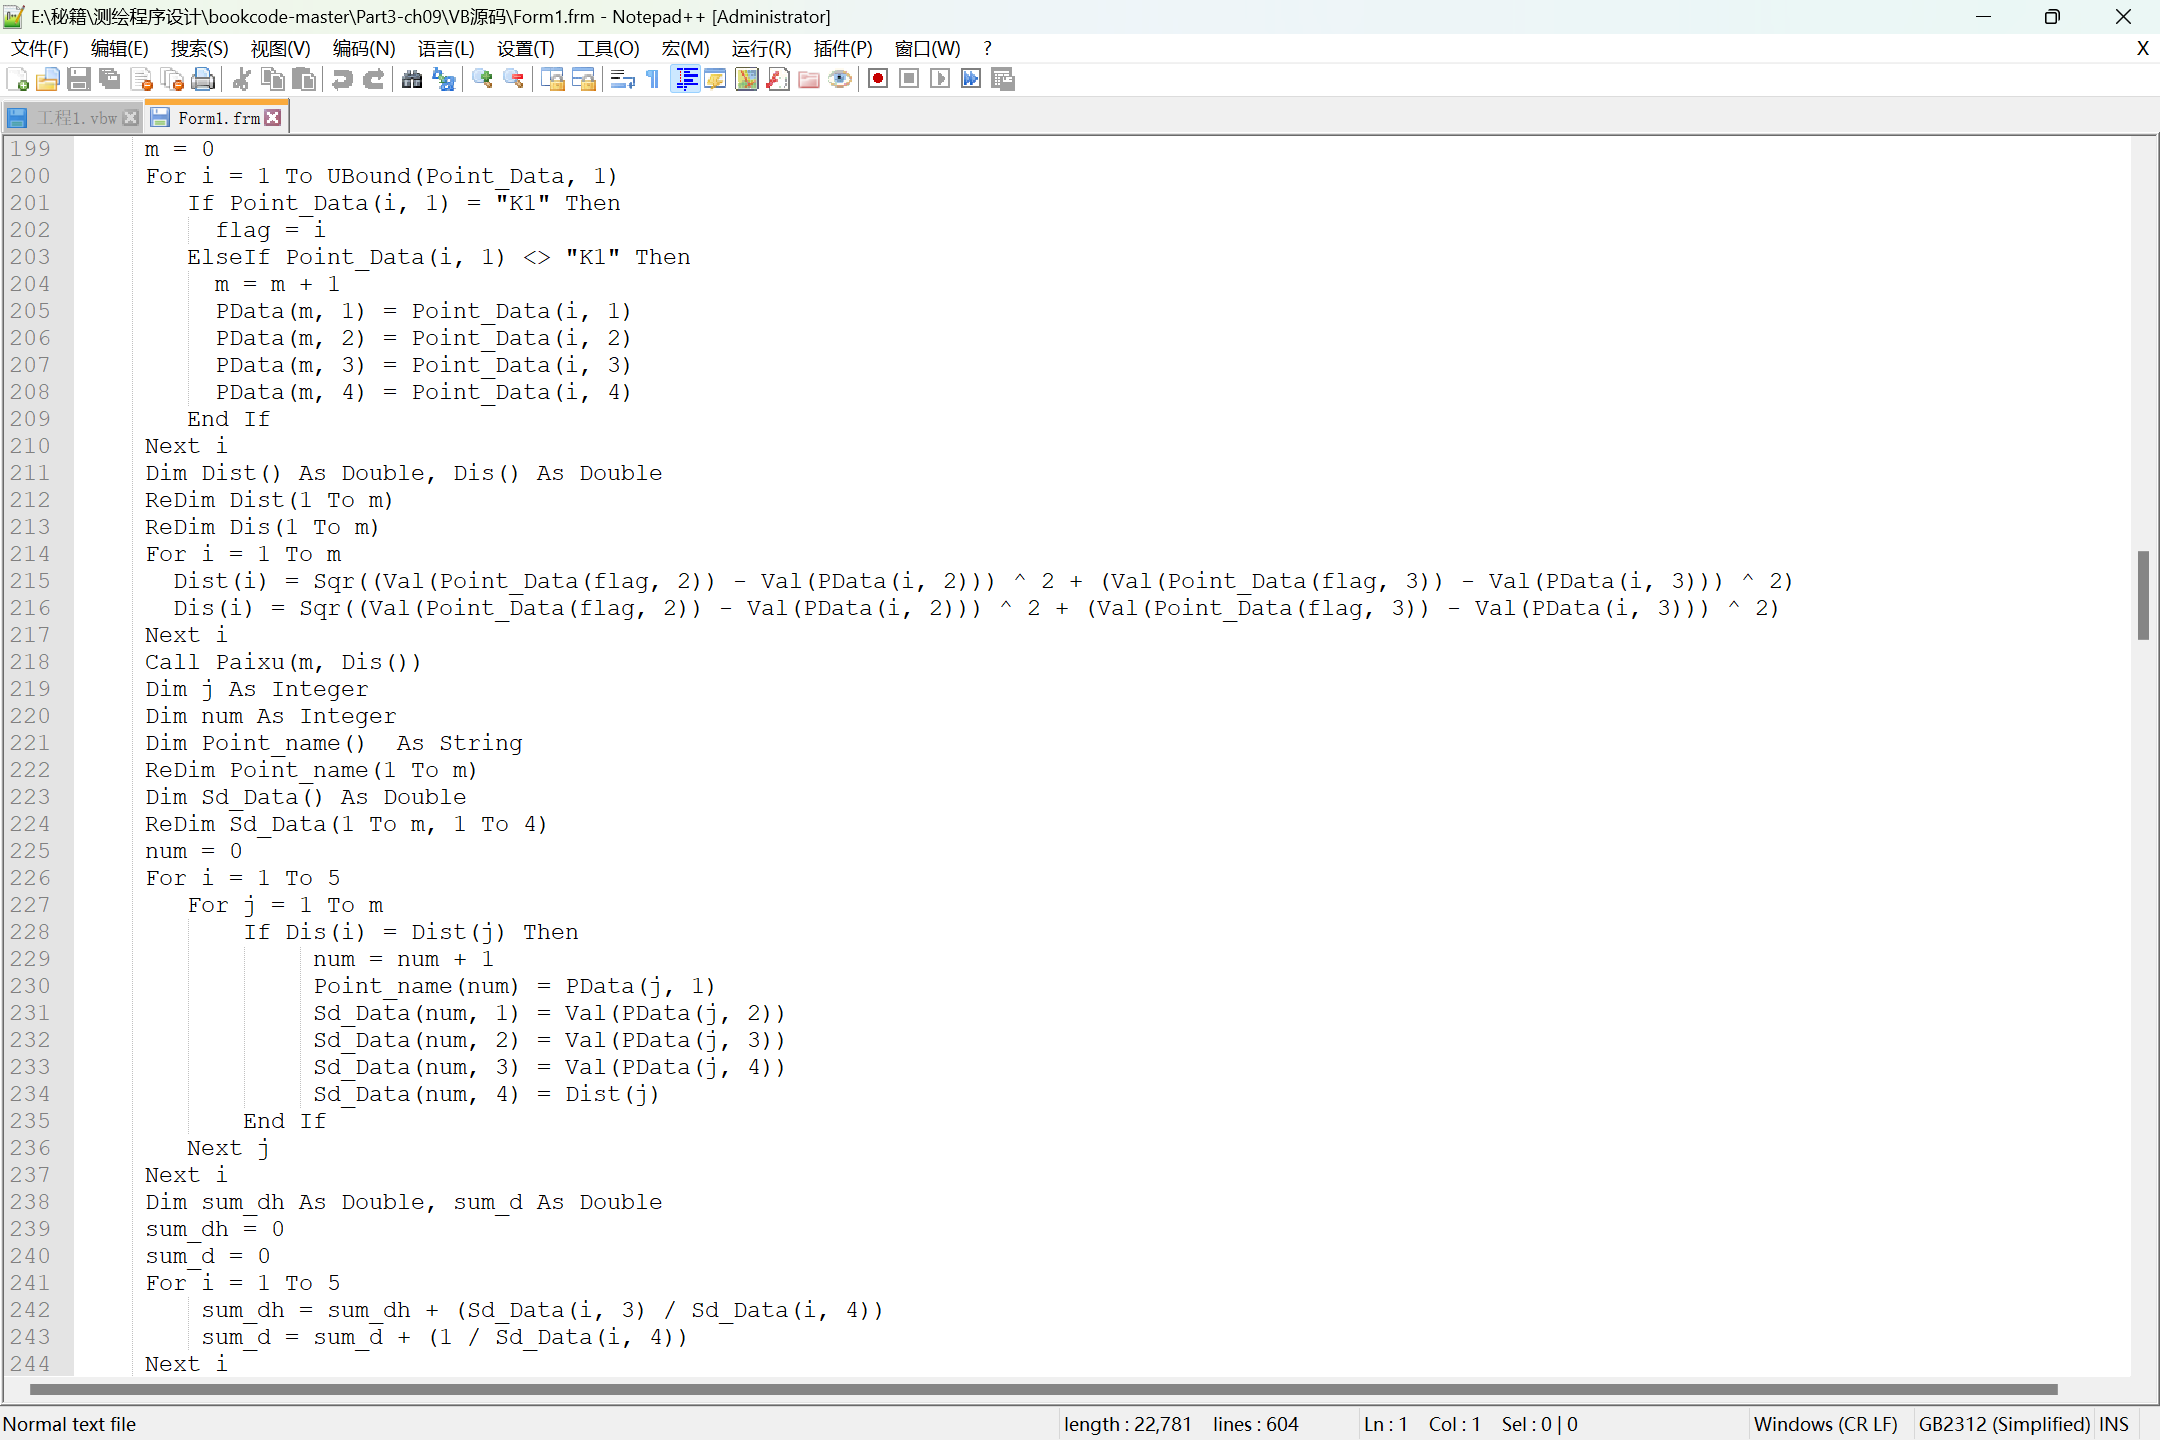 E:\秘籍\测绘程序设计\bookcode-master\Part3-ch09\VB源码\Form1.frm - Notepad++ [Administrator]
文件(F) 编辑(E) 搜索(S) 视图(V) 编码(N) 语言(L) 设置(T) 工具(O) 宏(M) 运行(R) 插件(P) 窗口(W) ? X
工程1.vbw Form1.frm
199 m = 0
200 For i = 1 To UBound(Point_Data, 1)
201 If Point_Data(i, 1) = "K1" Then
202 flag = i
203 ElseIf Point_Data(i, 1) <> "K1" Then
204 m = m + 1
205 PData(m, 1) = Point_Data(i, 1)
206 PData(m, 2) = Point_Data(i, 2)
207 PData(m, 3) = Point_Data(i, 3)
208 PData(m, 4) = Point_Data(i, 4)
209 End If
210 Next i
211 Dim Dist() As Double, Dis() As Double
212 ReDim Dist(1 To m)
213 ReDim Dis(1 To m)
214 For i = 1 To m
215 Dist(i) = Sqr((Val(Point_Data(flag, 2)) - Val(PData(i, 2))) ^ 2 + (Val(Point_Data(flag, 3)) - Val(PData(i, 3))) ^ 2)
216 Dis(i) = Sqr((Val(Point_Data(flag, 2)) - Val(PData(i, 2))) ^ 2 + (Val(Point_Data(flag, 3)) - Val(PData(i, 3))) ^ 2)
217 Next i
218 Call Paixu(m, Dis())
219 Dim j As Integer
220 Dim num As Integer
221 Dim Point_name()  As String
222 ReDim Point_name(1 To m)
223 Dim Sd_Data() As Double
224 ReDim Sd_Data(1 To m, 1 To 4)
225 num = 0
226 For i = 1 To 5
227 For j = 1 To m
228 If Dis(i) = Dist(j) Then
229 num = num + 1
230 Point_name(num) = PData(j, 1)
231 Sd_Data(num, 1) = Val(PData(j, 2))
232 Sd_Data(num, 2) = Val(PData(j, 3))
233 Sd_Data(num, 3) = Val(PData(j, 4))
234 Sd_Data(num, 4) = Dist(j)
235 End If
236 Next j
237 Next i
238 Dim sum_dh As Double, sum_d As Double
239 sum_dh = 0
240 sum_d = 0
241 For i = 1 To 5
242 sum_dh = sum_dh + (Sd_Data(i, 3) / Sd_Data(i, 4))
243 sum_d = sum_d + (1 / Sd_Data(i, 4))
244 Next i
Normal text file length : 22,781 lines : 604 Ln : 1 Col : 1 Sel : 0 | 0 Windows (CR LF) GB2312 (Simplified) INS